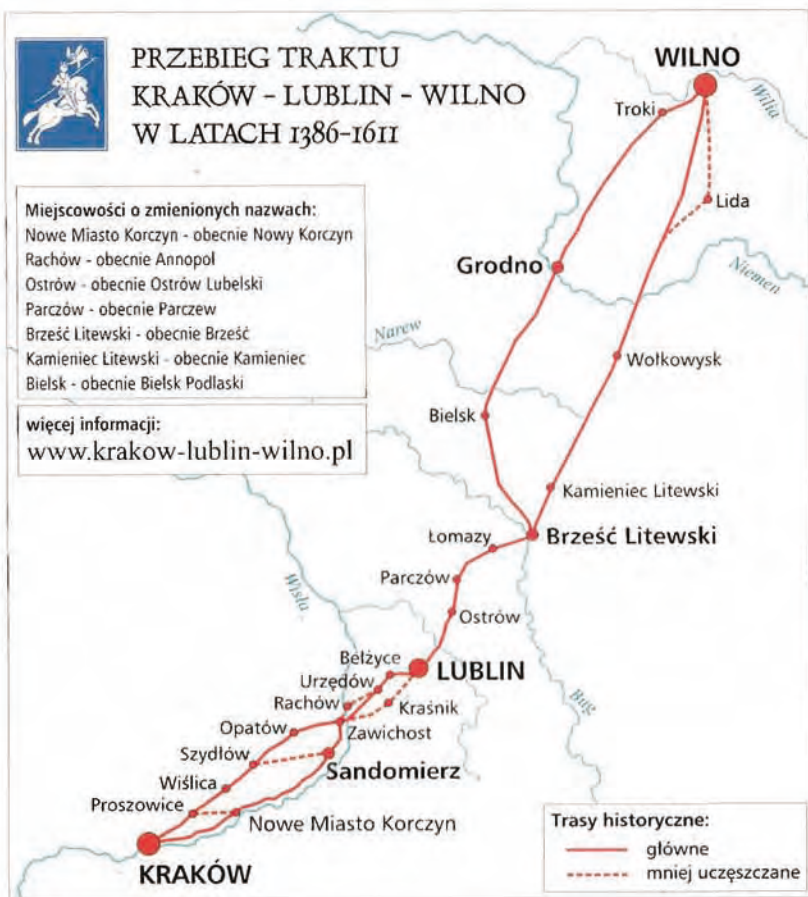 PRZEBIEG TRAKTU
KRAKÓW - LUBLIN - WILNO
W LATACH 1386-1611
Miejscowości o zmienionych nazwach:
Nowe Miasto Korczyn - obecnie Nowy Korczyn
Rachów - obecnie Annopol
Ostrów - obecnie Ostrów Lubelski
Parczów - obecnie Parczew
Brześć Litewski - obecnie Brześć
Kamieniec Litewski - obecnie Kamieniec
Bielsk - obecnie Bielsk Podlaski
więcej informacji:
www.krakow-lublin-wilno.pl
WILNO
Troki
Wilia
Lida
Grodno
Niemen
Narew
Wołkowysk
Bielsk
Kamieniec Litewski
Brześć Litewski
Łomazy
Parczów
Wisła
Ostrów
Bełżyce
LUBLIN
Urzędów
Rachów
Kraśnik
Bug
Opatów
Zawichost
Szydłów
Sandomierz
Wiślica
Proszowice
Nowe Miasto Korczyn
KRAKÓW
Trasy historyczne:
główne
mniej uczęszczane